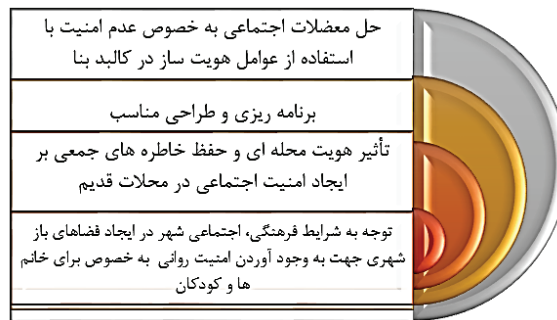 حل معضلات اجتماعی به خصوص عدم امنیت با
استفاده از عوامل هویت ساز در کالبد بنا
برنامه ریزی و طراحی مناسب
تأثیر هویت محله ای و حفظ خاطره های جمعی بر
ایجاد امنیت اجتماعی در محلات قدیم
توجه به شرایط فرهنگی، اجتماعی شهر در ایجاد فضاهای باز
شهری جهت به وجود آوردن امنیت روانی به خصوص برای خانم
ها و کودکان